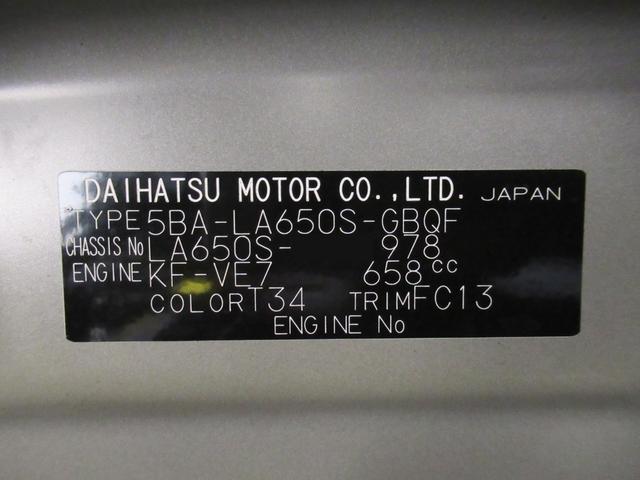 DAIHATSU MOTOR CO.,LTD. JAPAN
TYPE 5BA-LA650S-GBQF
CHASSIS No LA650S- 978
ENGINE KF-VE7 658cc
COLOR T34 TRIM FC13
ENGINE No